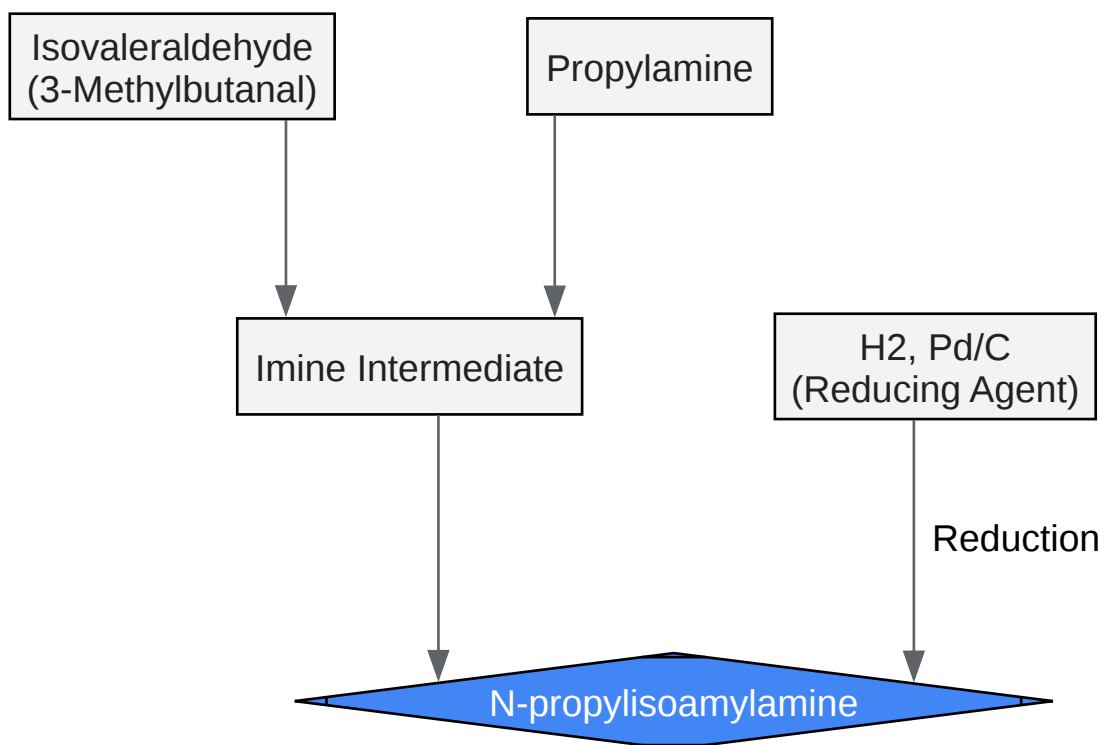 Isovaleraldehyde
(3-Methylbutanal)
Propylamine
Imine Intermediate
H2, Pd/C
(Reducing Agent)
Reduction
N-propylisoamylamine